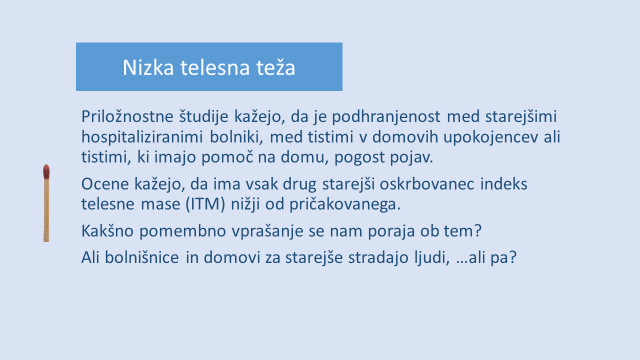 Nizka telesna teža
Priložnostne študije kažejo, da je podhranjenost med starejšimi
hospitaliziranimi bolniki, med tistimi v domovih upokojencev ali
tistimi, ki imajo pomoč na domu, pogost pojav.
Ocene kažejo, da ima vsak drug starejši oskrbovanec indeks
telesne mase (ITM) nižji od pričakovanega.
Kakšno pomembno vprašanje se nam poraja ob tem?
Ali bolnišnice in domovi za starejše stradajo ljudi, …ali pa?